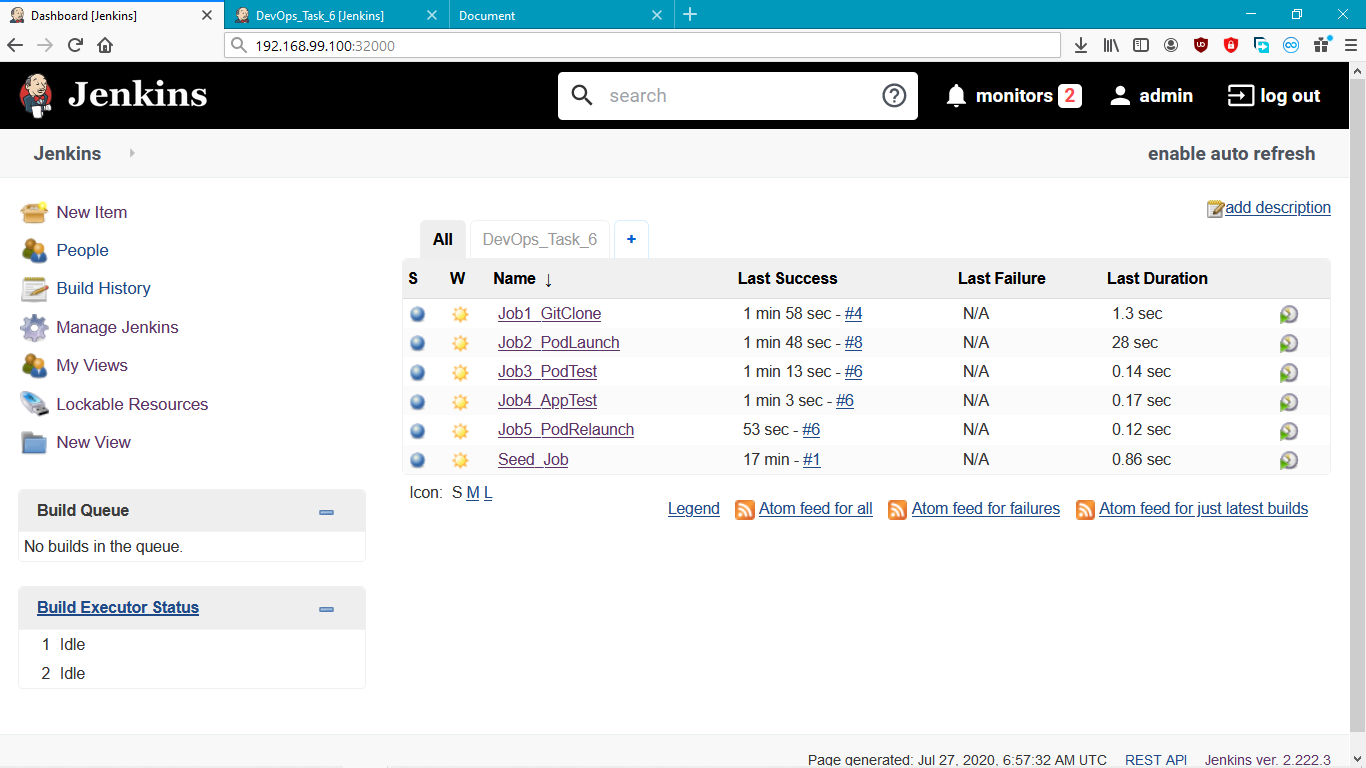 Dashboard [Jenkins]
DevOps_Task_6 [Jenkins]
Document
192.168.99.100:32000
Jenkins
search
monitors 2
admin
log out
Jenkins
enable auto refresh
New Item
People
Build History
Manage Jenkins
My Views
Lockable Resources
New View
add description
All DevOps_Task_6 +
S W Name ↓ Last Success Last Failure Last Duration
Job1_GitClone 1 min 58 sec - #4 N/A 1.3 sec
Job2_PodLaunch 1 min 48 sec - #8 N/A 28 sec
Job3_PodTest 1 min 13 sec - #6 N/A 0.14 sec
Job4_AppTest 1 min 3 sec - #6 N/A 0.17 sec
Job5_PodRelaunch 53 sec - #6 N/A 0.12 sec
Seed_Job 17 min - #1 N/A 0.86 sec
Icon: S M L
Legend Atom feed for all Atom feed for failures Atom feed for just latest builds
Build Queue
No builds in the queue.
Build Executor Status
1 Idle
2 Idle
Page generated: Jul 27, 2020, 6:57:32 AM UTC REST API Jenkins ver. 2.222.3